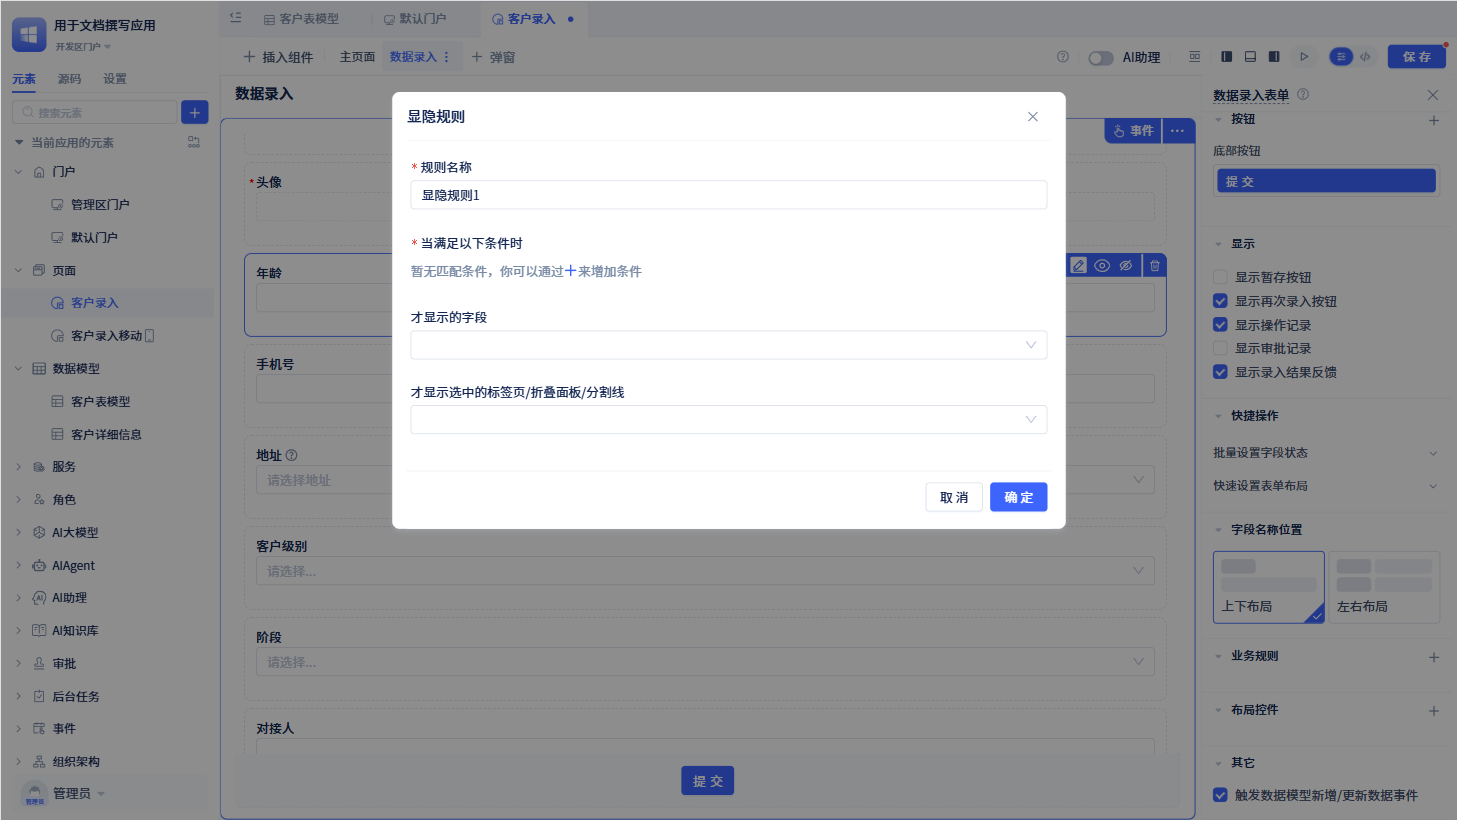 用于文档撰写应用
开发区门户
元素 源码 设置
搜索元素
当前应用的元素
门户
管理区门户
默认门户
页面
客户录入
客户录入移动
数据模型
客户表模型
客户详细信息
服务
角色
AI大模型
AIAgent
AI助理
AI知识库
审批
后台任务
事件
组织架构
管理员
管理员
客户表模型 默认门户 客户录入
插入组件 主页面 数据录入 弹窗
AI助理
保存
数据录入
事件
头像
年龄
手机号
地址
请选择地址
客户级别
请选择...
阶段
请选择...
对接人
提交
显隐规则
* 规则名称
显隐规则1
* 当满足以下条件时
暂无匹配条件，你可以通过+来增加条件
才显示的字段
才显示选中的标签页/折叠面板/分割线
取消 确定
数据录入表单
按钮
底部按钮
提交
显示
显示暂存按钮
显示再次录入按钮
显示操作记录
显示审批记录
显示录入结果反馈
快捷操作
批量设置字段状态
快速设置表单布局
字段名称位置
上下布局 左右布局
业务规则
布局控件
其它
触发数据模型新增/更新数据事件